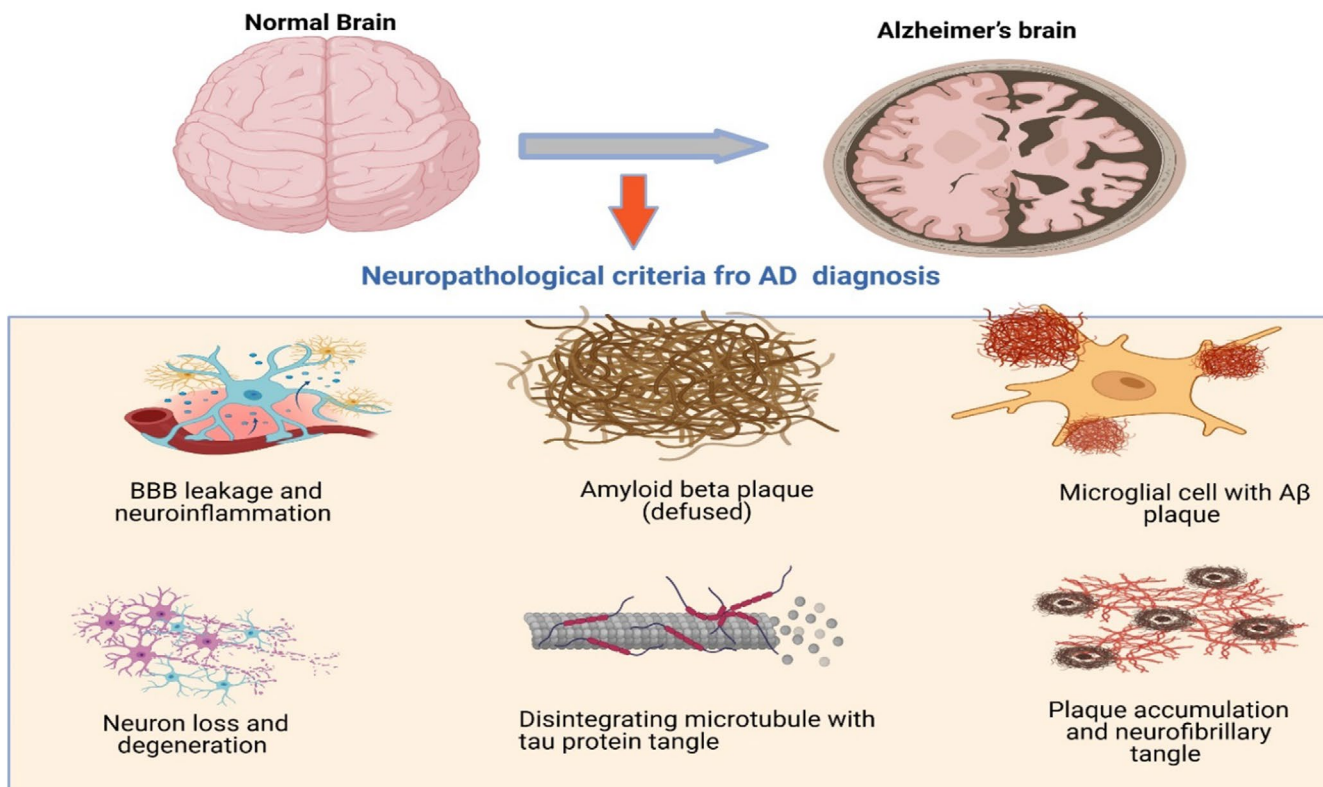 Normal Brain
Alzheimer's brain
Neuropathological criteria fro AD diagnosis
BBB leakage and
neuroinflammation
Amyloid beta plaque
(defused)
Microglial cell with Aβ
plaque
Neuron loss and
degeneration
Disintegrating microtubule with
tau protein tangle
Plaque accumulation
and neurofibrillary
tangle